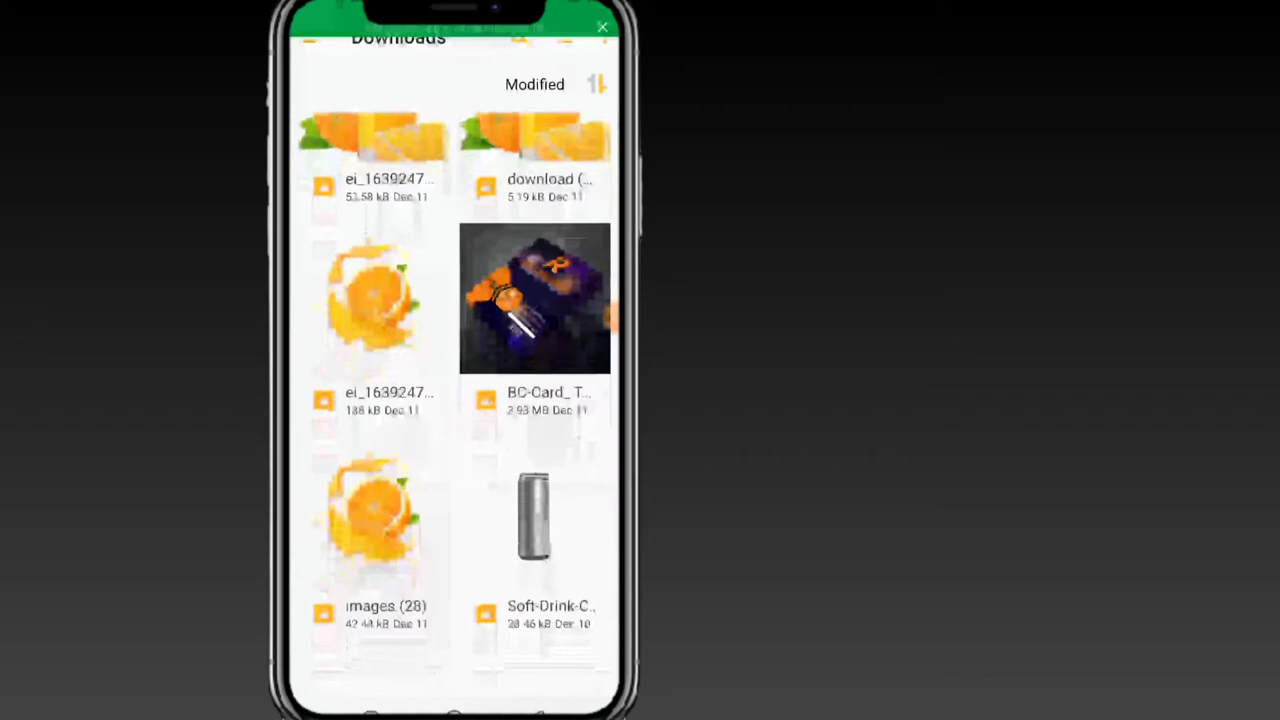 Downloads
Modified
ei_1639247...
53.58 kB Dec 11
download (...
5.19 kB Dec 11
ei_1639247...
188 kB Dec 11
BC-Card_ T...
2.93 MB Dec 11
images (28)
42.44 kB Dec 11
Soft-Drink-C..
28.46 kB Dec 10